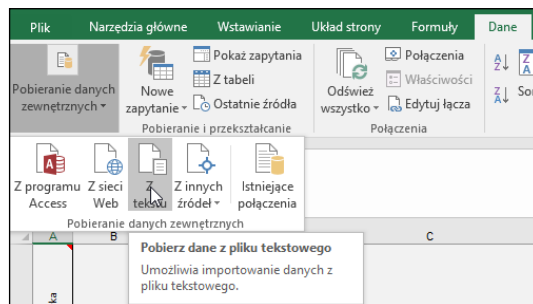 Plik Narzędzia główne Wstawianie Układ strony Formuły Dane
Pobieranie danych
zewnętrznych
Nowe
zapytanie
Pokaż zapytania
Z tabeli
Ostatnie źródła
Pobieranie i przekształcanie
Odśwież
wszystko
Połączenia
Właściwości
Edytuj łącza
Połączenia
A
Z
Z
A
Z
A
So
Z programu
Access
Z sieci
Web
Z
tekstu
Z innych
źródeł
Istniejące
połączenia
Pobieranie danych zewnętrznych
A B C
Pobierz dane z pliku tekstowego
Umożliwia importowanie danych z
pliku tekstowego.
ka